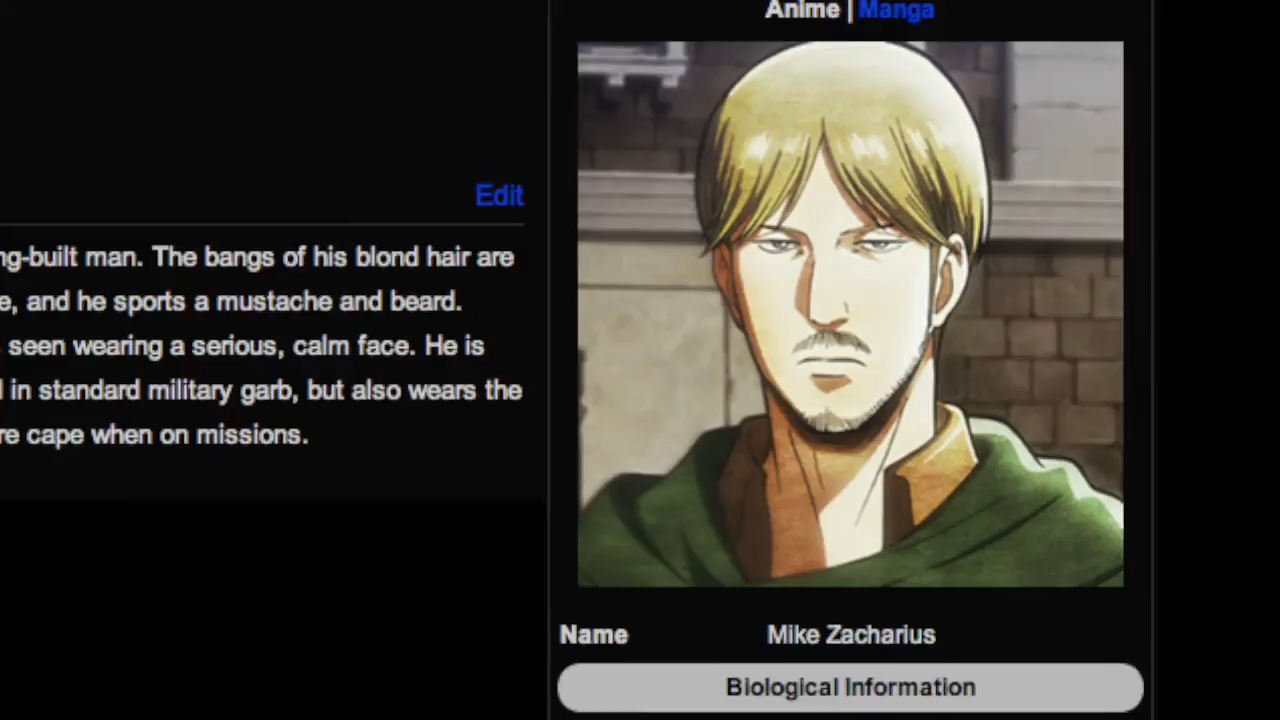 Anime | Manga
Edit
ng-built man. The bangs of his blond hair are
e, and he sports a mustache and beard.
seen wearing a serious, calm face. He is
in standard military garb, but also wears the
re cape when on missions.
Name Mike Zacharius
Biological Information